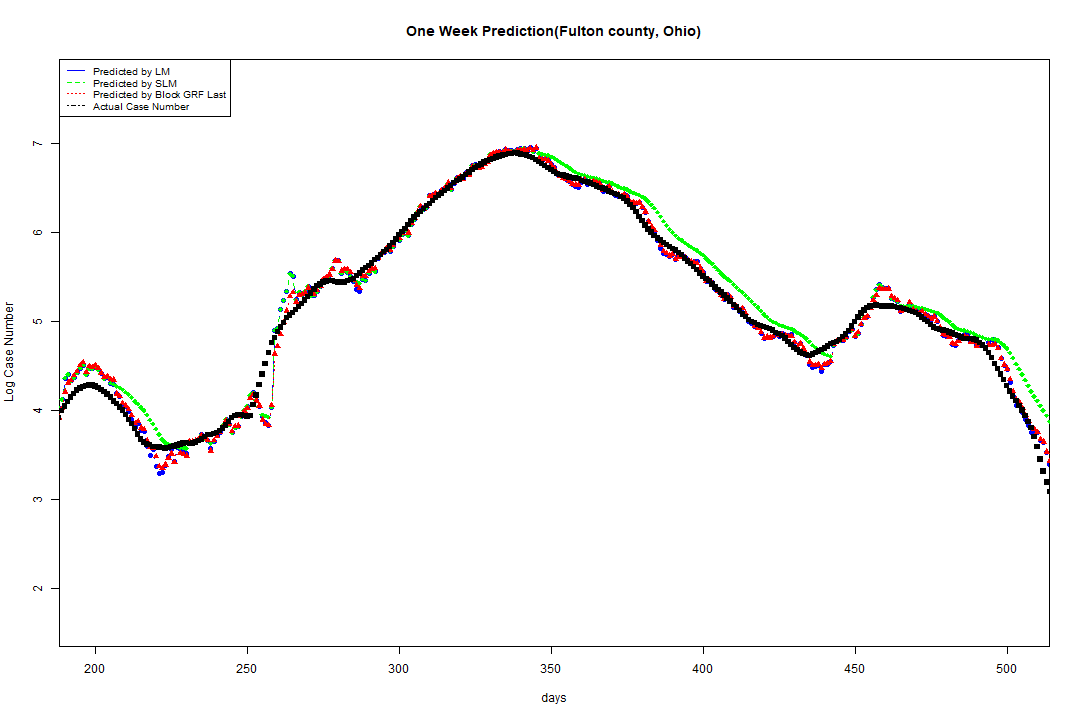 One Week Prediction(Fulton county, Ohio)
Predicted by LM
Predicted by SLM
Predicted by Block GRF Last
Actual Case Number
7
6
5
4
3
2
Log Case Number
200 250 300 350 400 450 500
days